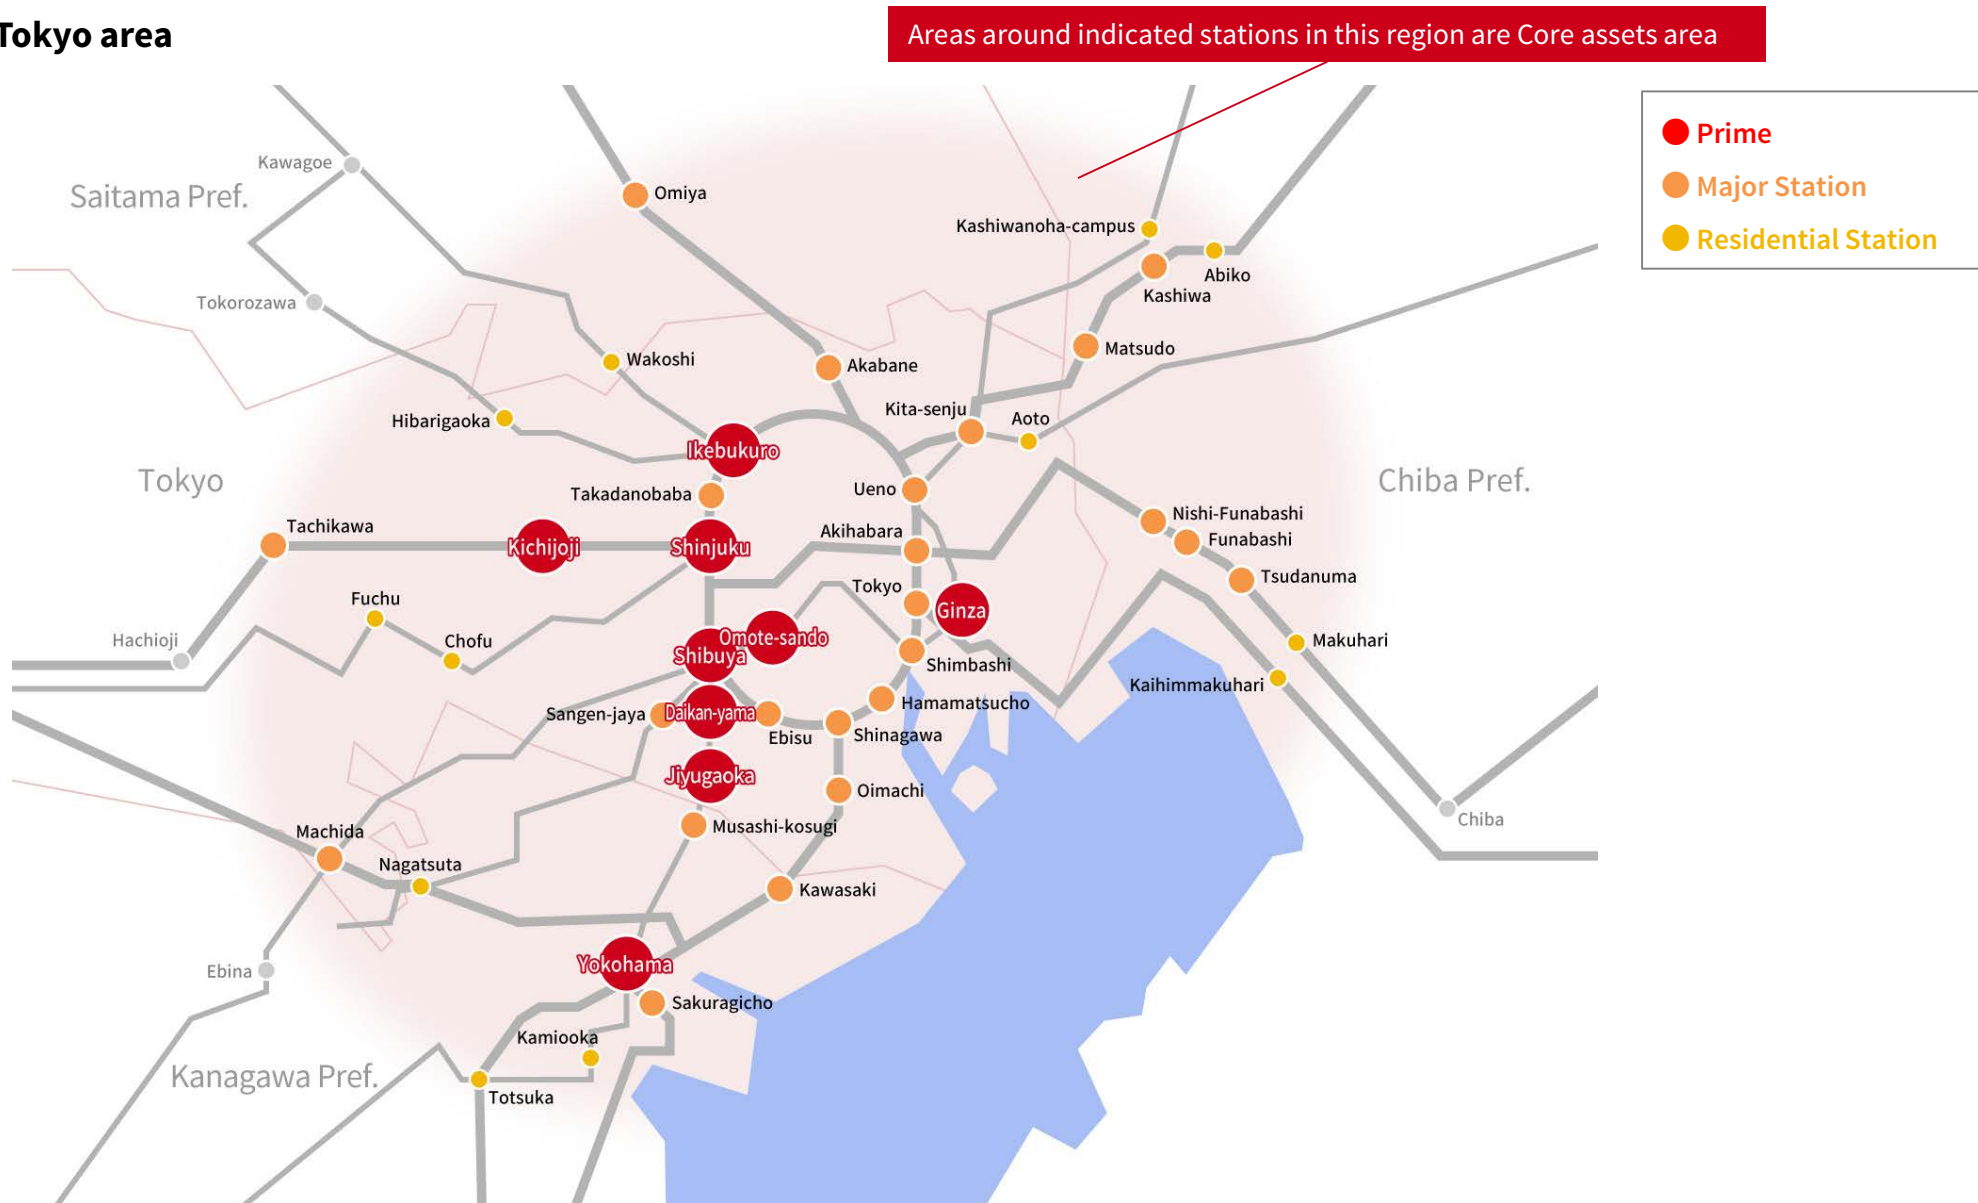 Tokyo area
Areas around indicated stations in this region are Core assets area
Prime
Major Station
Residential Station
Kawagoe
Saitama Pref.
Omiya
Kashiwanoha-campus
Abiko
Kashiwa
Tokorozawa
Wakoshi
Akabane
Matsudo
Hibarigaoka
Kita-senju
Aoto
Ikebukuro
Tokyo
Takadanobaba
Ueno
Chiba Pref.
Tachikawa
Kichijoji
Shinjuku
Akihabara
Nishi-Funabashi
Funabashi
Tsudanuma
Fuchu
Tokyo
Ginza
Hachioji
Chofu
Omote-sando
Shibuya
Shimbashi
Makuhari
Kaihimmakuhari
Sangen-jaya
Daikan-yama
Ebisu
Hamamatsucho
Shinagawa
Jiyugaoka
Oimachi
Musashi-kosugi
Chiba
Machida
Nagatsuta
Kawasaki
Ebina
Yokohama
Sakuragicho
Kamiooka
Kanagawa Pref.
Totsuka